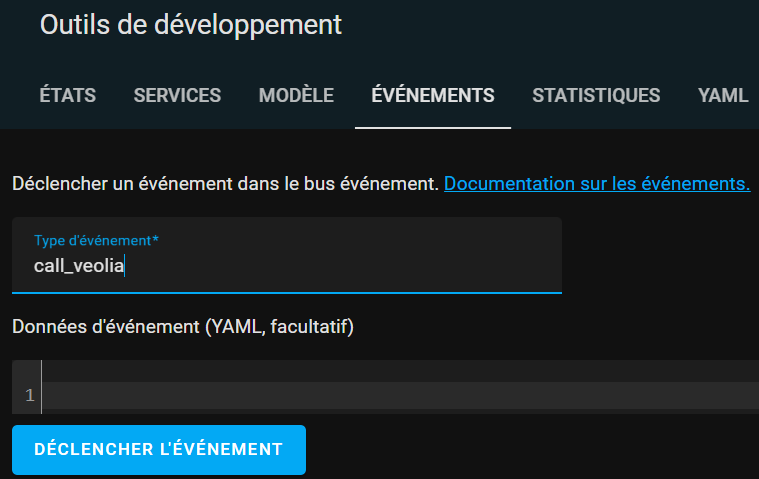 Outils de développement
ÉTATS SERVICES MODÈLE ÉVÉNEMENTS STATISTIQUES YAML
Déclencher un événement dans le bus événement. Documentation sur les événements.
Type d'événement*
call_veolia
Données d'événement (YAML, facultatif)
1
DÉCLENCHER L'ÉVÉNEMENT